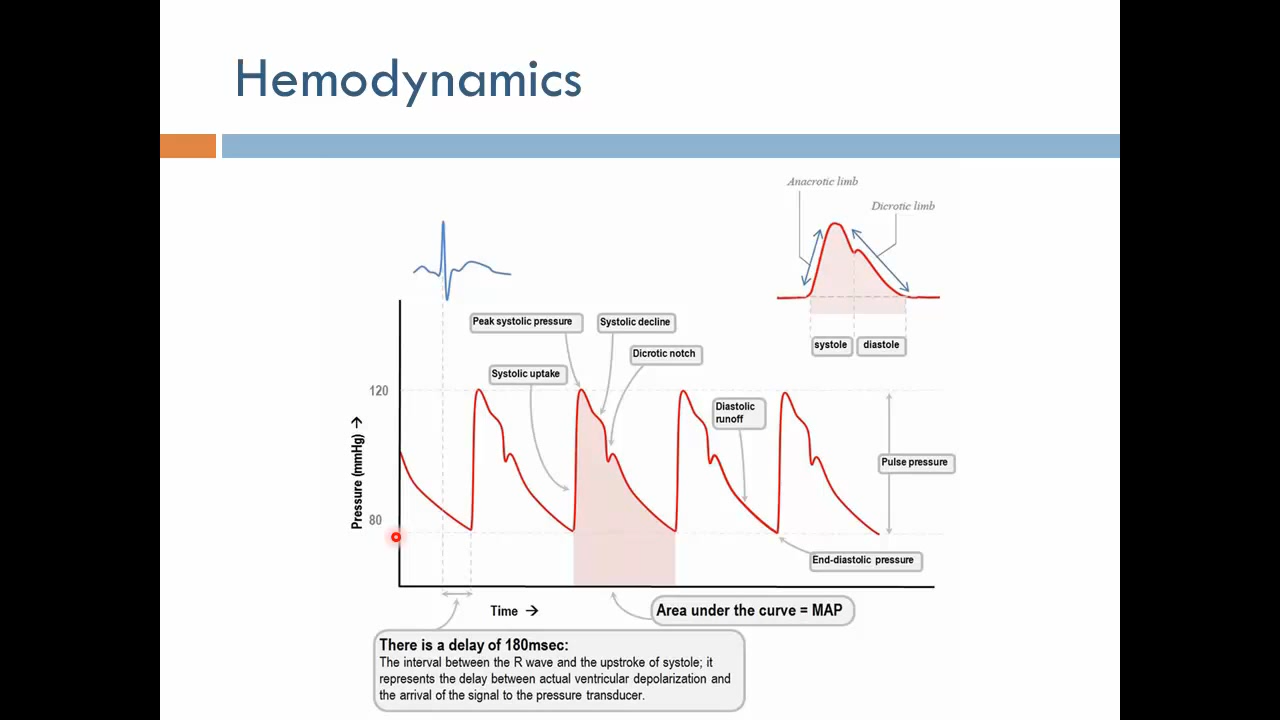 Hemodynamics
Anacrotic limb
Dicrotic limb
Peak systolic pressure
Systolic decline
Dicrotic notch
systole
diastole
Systolic uptake
120
Diastolic
runoff
Pressure (mmHg) →
Pulse pressure
80
End-diastolic pressure
Time →
Area under the curve = MAP
There is a delay of 180msec:
The interval between the R wave and the upstroke of systole; it
represents the delay between actual ventricular depolarization and
the arrival of the signal to the pressure transducer.